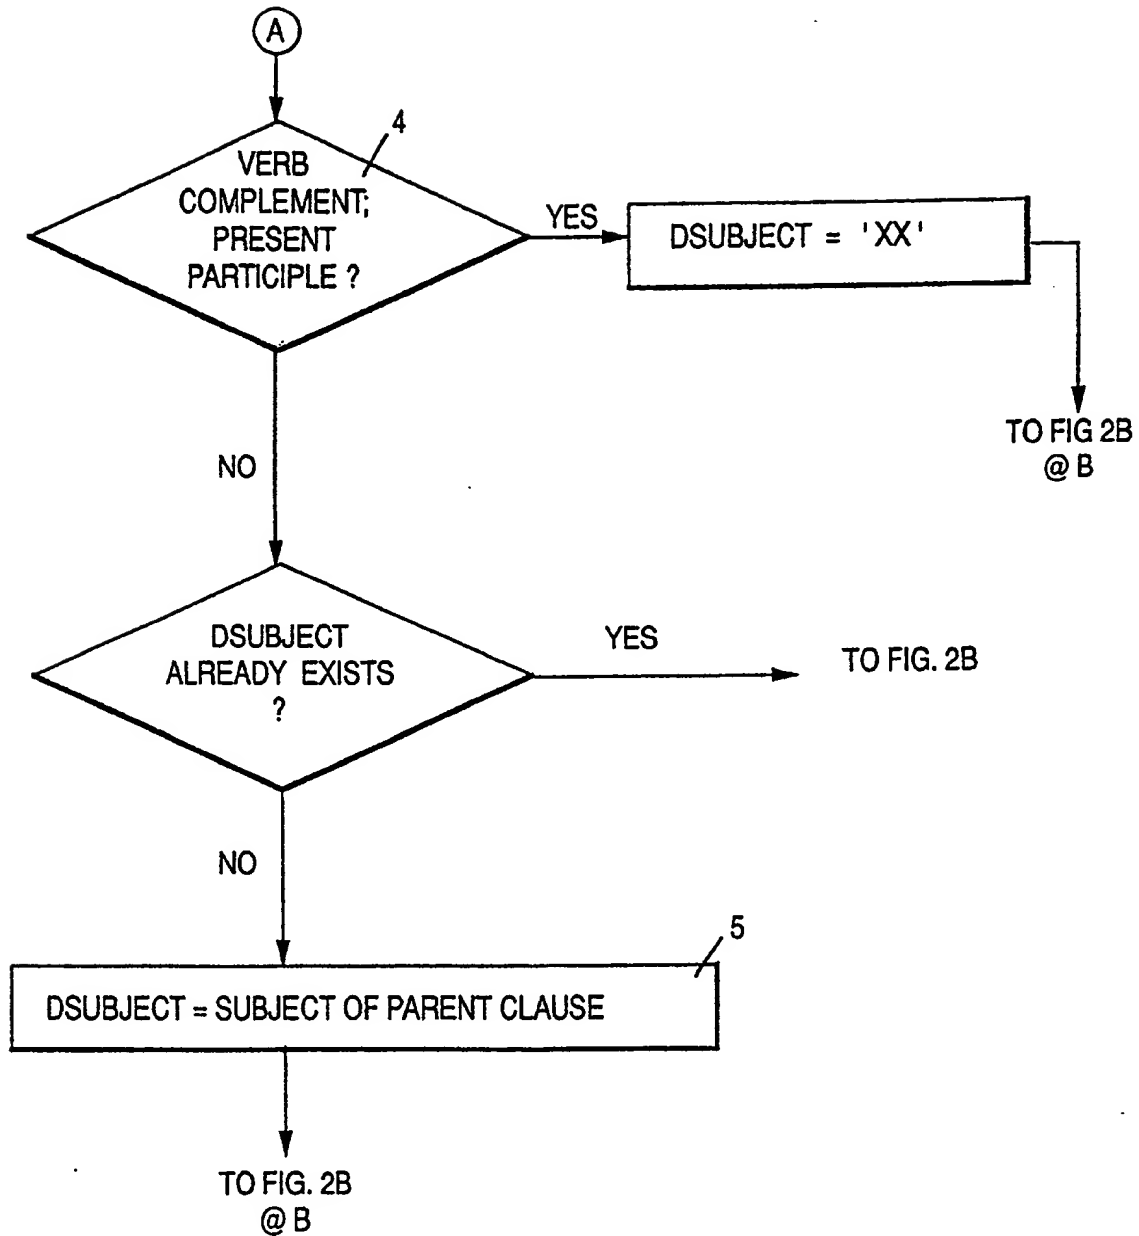 A
4
VERB
COMPLEMENT;
PRESENT
PARTICIPLE ?
YES
DSUBJECT = 'XX'
TO FIG 2B
@ B
NO
DSUBJECT
ALREADY EXISTS
?
YES
TO FIG. 2B
NO
5
DSUBJECT = SUBJECT OF PARENT CLAUSE
TO FIG. 2B
@ B